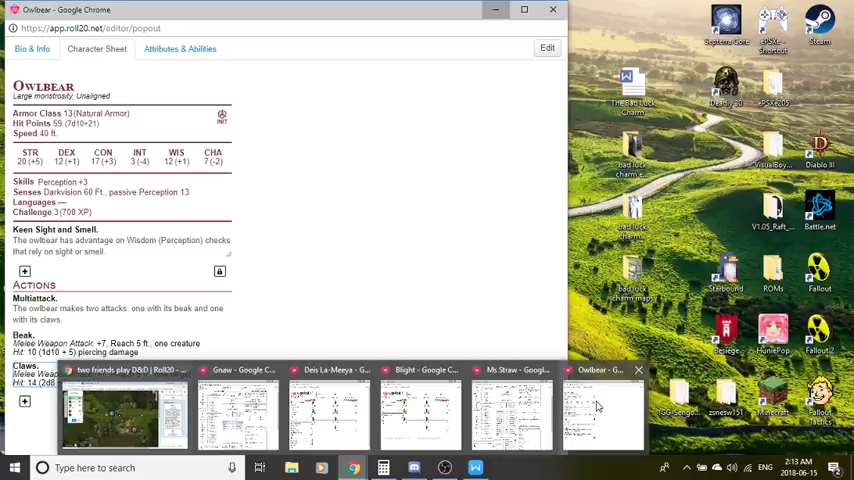 Owlbear - Google Chrome
https://app.roll20.net/editor/popout
Bio & Info
Character Sheet
Attributes & Abilities
Edit
OWLBEAR
Large monstrosity, Unaligned
Armor Class 13 (Natural Armor)
Hit Points 59 (7d10+21)
Speed 40 ft.
INIT
STR DEX CON INT WIS CHA
20 (+5) 12 (+1) 17 (+3) 3 (-4) 12 (+1) 7 (-2)
Skills Perception +3
Senses Darkvision 60 Ft., passive Perception 13
Languages —
Challenge 3 (700 XP)
Keen Sight and Smell.
The owlbear has advantage on Wisdom (Perception) checks
that rely on sight or smell.
ACTIONS
Multiattack.
The owlbear makes two attacks: one with its beak and one
with its claws.
Beak.
Melee Weapon Attack: +7, Reach 5 ft., one creature
Hit: 10 (1d10 + 5) piercing damage
Claws.
Hit: 14 (2d8
two friends play D&D | Roll20 - ...
Gnaw - Google C...
Deis La-Meeya - ...
Blight - Google C...
Ms Straw - Googl...
Owlbear - G...
Septerra Core
ePSXe - Shortcut
Steam
The Bad Luck Charm
Deadly 30
ePSXe205
bad luck charm e...
VisualBoy...
Diablo III
bad luck charm...
V1.05_Raft_...
Battle.net
bad luck charm maps
Starbound
ROMs
Fallout
Besiege
HuniePop
Fallout 2
IGG-Sengo...
zsnesw151
Minecraft
Fallout Tactics
Type here to search
ENG
2:13 AM
2018-06-15